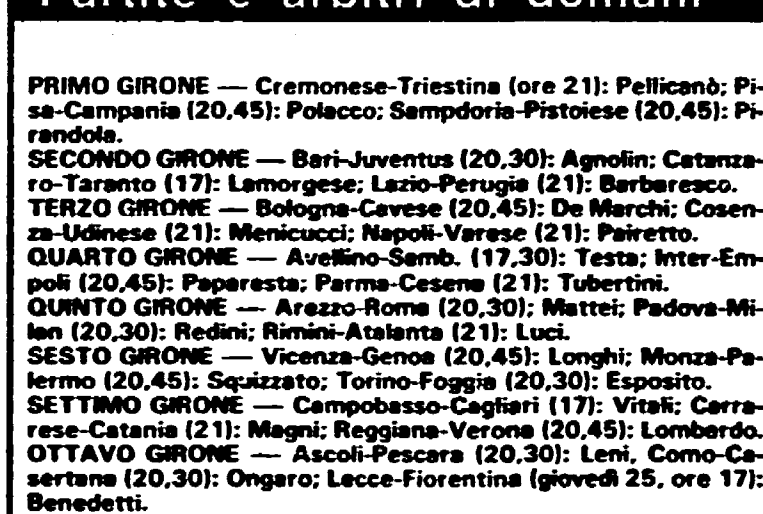 Partite e arbitri di domani
PRIMO GIRONE — Cremonese-Triestina (ore 21): Pellicanò; Pi-
sa-Campania (20,45): Polacco; Sampdoria-Pistoiese (20,45): Pi-
randola.
SECONDO GIRONE — Bari-Juventus (20,30): Agnolin; Catanza-
ro-Taranto (17): Lamorgese; Lazio-Perugia (21): Barbaresco.
TERZO GIRONE — Bologna-Cavese (20,45): De Marchi; Cosen-
za-Udinese (21): Menicucci; Napoli-Varese (21): Pairetto.
QUARTO GIRONE — Avellino-Samb. (17,30): Testa; Inter-Em-
poli (20,45): Paparesta; Parma-Cesena (21): Tubertini.
QUINTO GIRONE — Arezzo-Roma (20,30); Mattei; Padova-Mi-
lan (20,30): Redini; Rimini-Atalanta (21): Luci.
SESTO GIRONE — Vicenza-Genoa (20,45): Longhi; Monza-Pa-
lermo (20,45): Squizzato; Torino-Foggia (20,30): Esposito.
SETTIMO GIRONE — Campobasso-Cagliari (17): Vitali; Carra-
rese-Catania (21): Magni; Reggiana-Verona (20,45): Lombardo.
OTTAVO GIRONE — Ascoli-Pescara (20,30): Leni, Como-Ca-
sertana (20,30): Ongaro; Lecce-Fiorentina (giovedì 25, ore 17):
Benedetti.